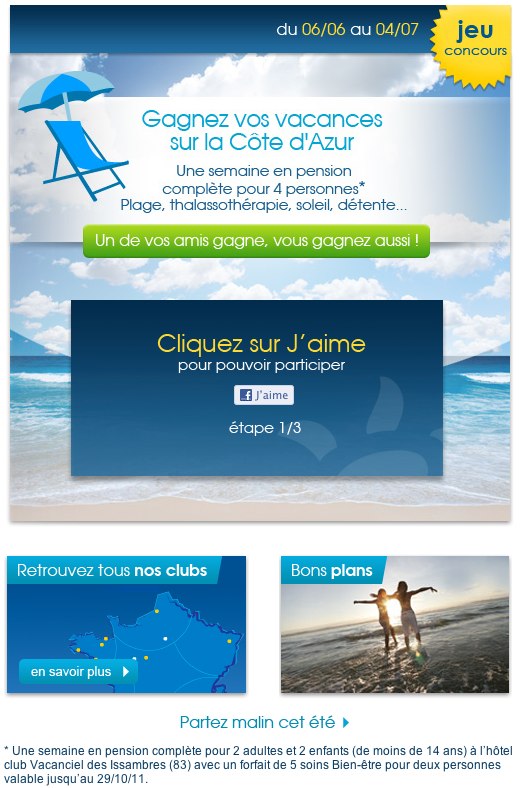 du 06/06 au 04/07
jeu
concours
Gagnez vos vacances
sur la Côte d'Azur
Une semaine en pension
complète pour 4 personnes*
Plage, thalassothérapie, soleil, détente...
Un de vos amis gagne, vous gagnez aussi !
Cliquez sur J'aime
pour pouvoir participer
J'aime
étape 1/3
Retrouvez tous nos clubs
en savoir plus
Bons plans
Partez malin cet été
* Une semaine en pension complète pour 2 adultes et 2 enfants (de moins de 14 ans) à l'hôtel
club Vacanciel des Issambres (83) avec un forfait de 5 soins Bien-être pour deux personnes
valable jusqu'au 29/10/11.